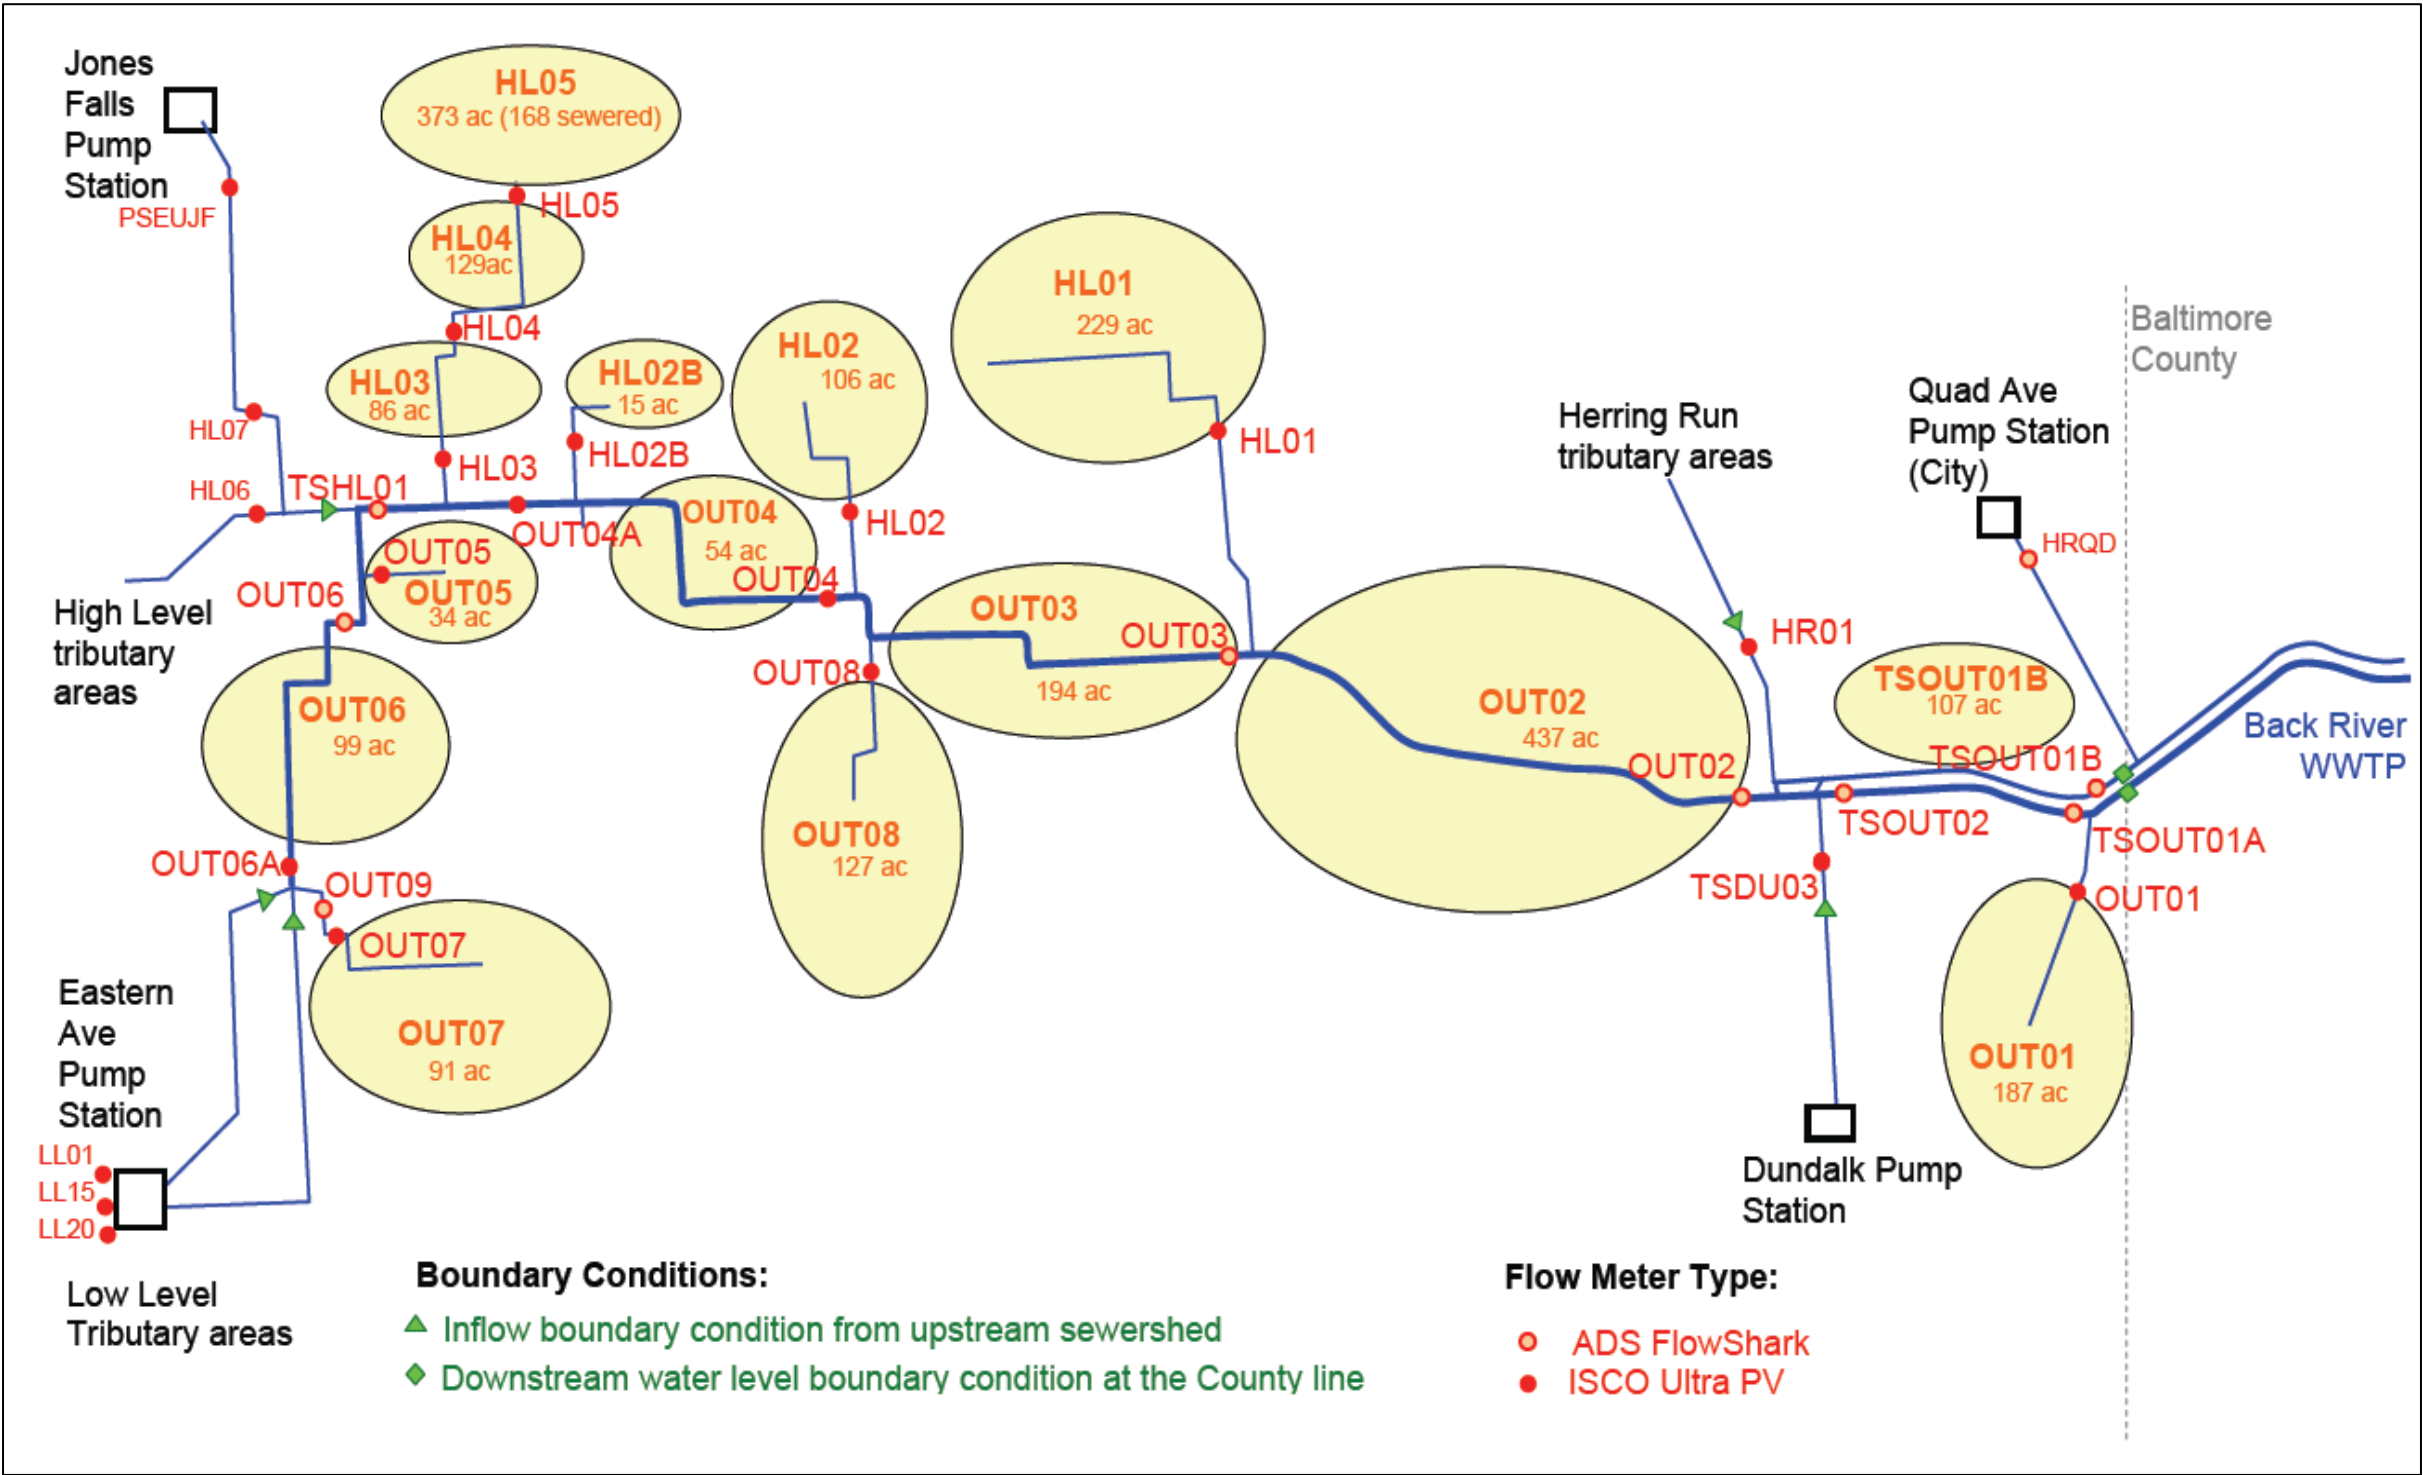 Jones
Falls
Pump
Station
PSEUJF
HL05
373 ac (168 sewered)
HL05
HL04
129ac
HL04
HL03
86 ac
HL03
HL02B
15 ac
HL02B
HL02
106 ac
HL02
HL01
229 ac
HL01
Baltimore
County
Quad Ave
Pump Station
(City)
HRQD
Herring Run
tributary areas
HR01
HL07
HL06
TSHL01
High Level
tributary
areas
OUT04A
OUT05
OUT05
34 ac
OUT06
OUT04
54 ac
OUT04
OUT03
OUT03
194 ac
OUT08
OUT06
99 ac
OUT02
437 ac
OUT02
TSOUT01B
107 ac
TSOUT01B
Back River
WWTP
TSOUT02
TSOUT01A
OUT08
127 ac
OUT06A
OUT09
OUT07
OUT07
91 ac
TSDU03
OUT01
OUT01
187 ac
Eastern
Ave
Pump
Station
LL01
LL15
LL20
Low Level
Tributary areas
Dundalk Pump
Station
Boundary Conditions:
Inflow boundary condition from upstream sewershed
Downstream water level boundary condition at the County line
Flow Meter Type:
ADS FlowShark
ISCO Ultra PV